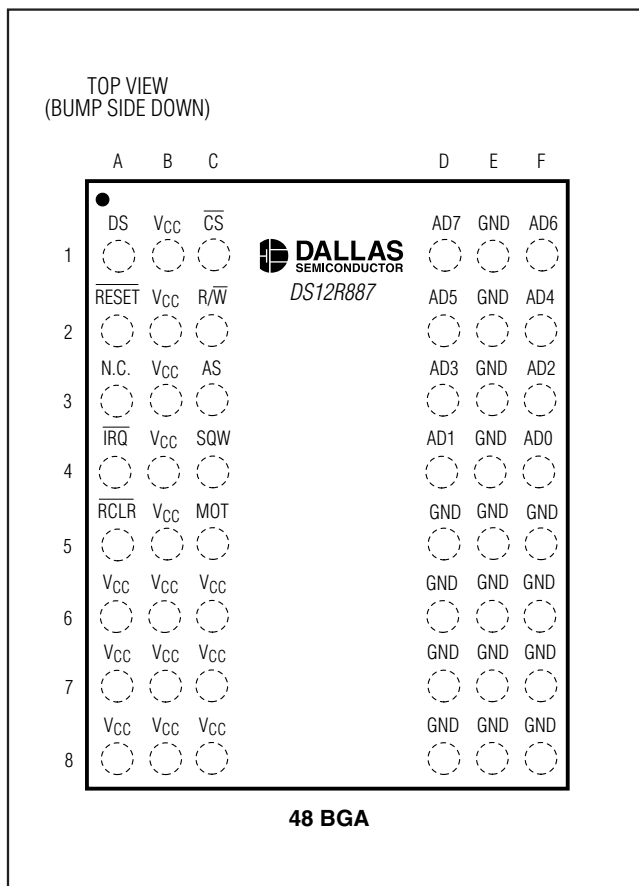 TOP VIEW
(BUMP SIDE DOWN)
A B C D E F
DS VCC CS AD7 GND AD6
1
DALLAS
SEMICONDUCTOR
DS12R887
RESET VCC R/W AD5 GND AD4
2
N.C. VCC AS AD3 GND AD2
3
IRQ VCC SQW AD1 GND AD0
4
RCLR VCC MOT GND GND GND
5
VCC VCC VCC GND GND GND
6
VCC VCC VCC GND GND GND
7
VCC VCC VCC GND GND GND
8
48 BGA